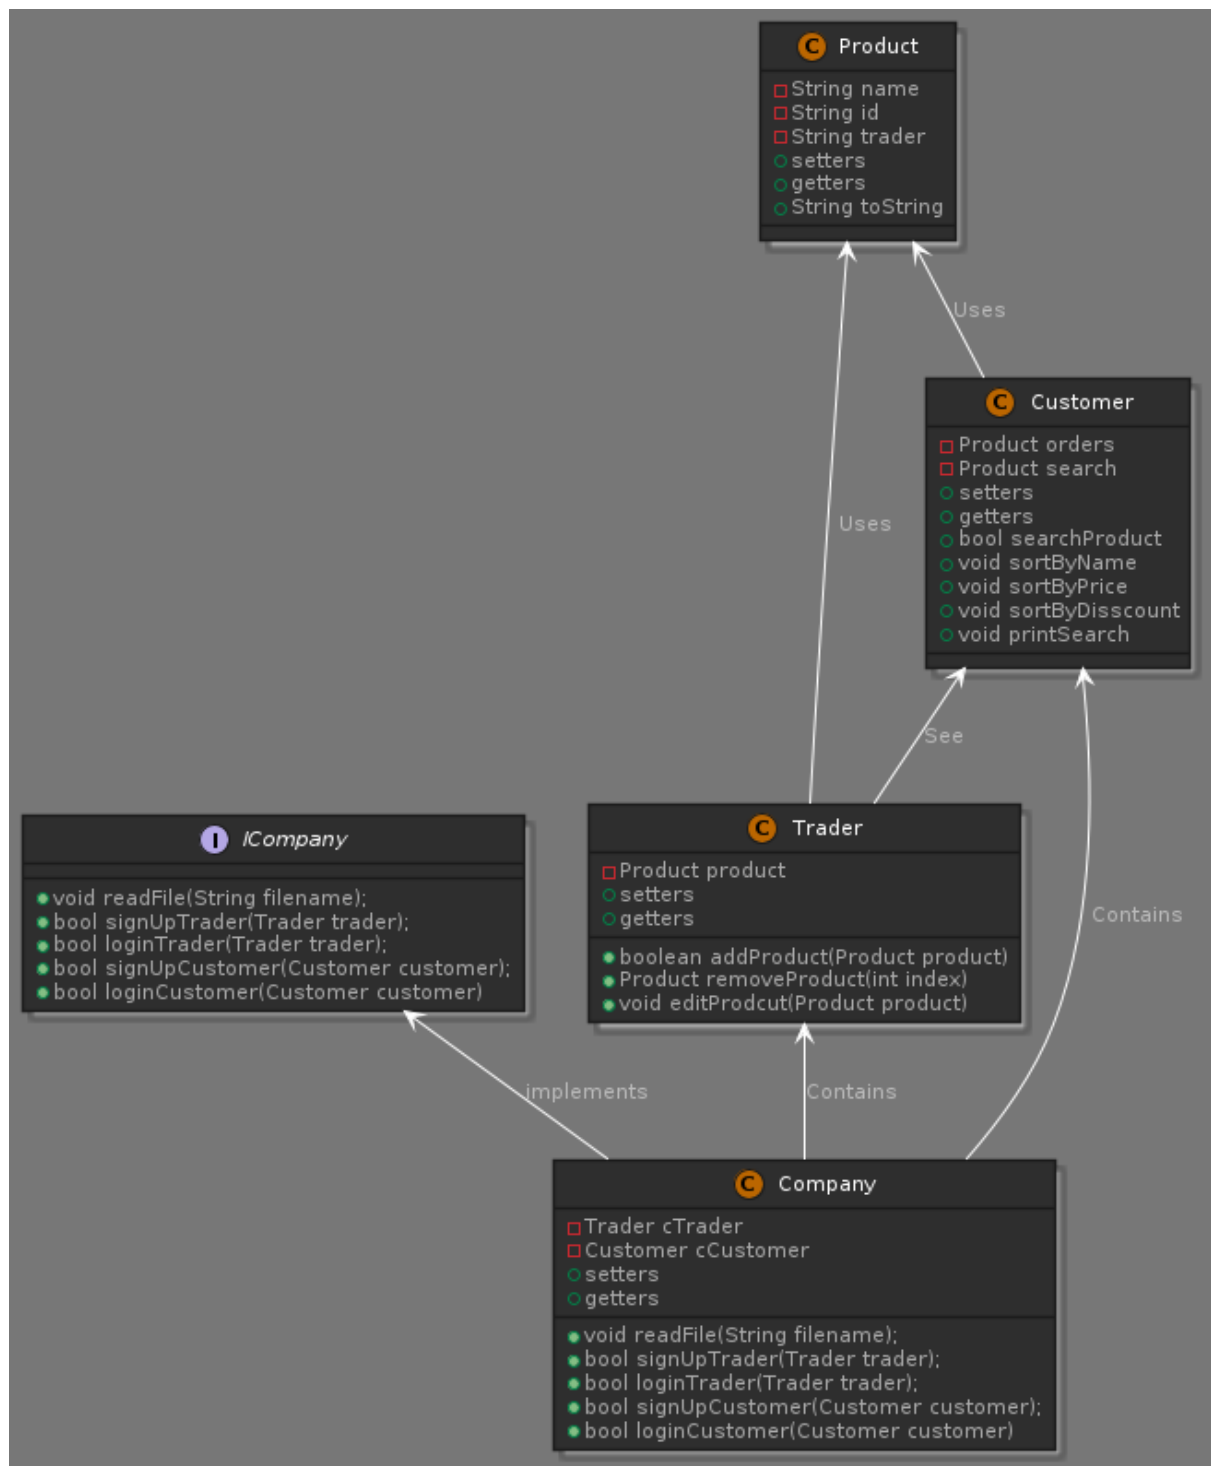 C Product
String name
String id
String trader
setters
getters
String toString
Uses
C Customer
Product orders
Product search
setters
getters
bool searchProduct
void sortByName
void sortByPrice
void sortByDisscount
void printSearch
Uses
See
I ICompany
void readFile(String filename);
bool signUpTrader(Trader trader);
bool loginTrader(Trader trader);
bool signUpCustomer(Customer customer);
bool loginCustomer(Customer customer)
C Trader
Product product
setters
getters
boolean addProduct(Product product)
Product removeProduct(int index)
void editProdcut(Product product)
Contains
implements
Contains
C Company
Trader cTrader
Customer cCustomer
setters
getters
void readFile(String filename);
bool signUpTrader(Trader trader);
bool loginTrader(Trader trader);
bool signUpCustomer(Customer customer);
bool loginCustomer(Customer customer)